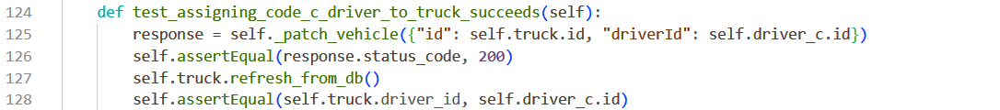 124 def test_assigning_code_c_driver_to_truck_succeeds(self):
125 response = self._patch_vehicle({"id": self.truck.id, "driverId": self.driver_c.id})
126 self.assertEqual(response.status_code, 200)
127 self.truck.refresh_from_db()
128 self.assertEqual(self.truck.driver_id, self.driver_c.id)